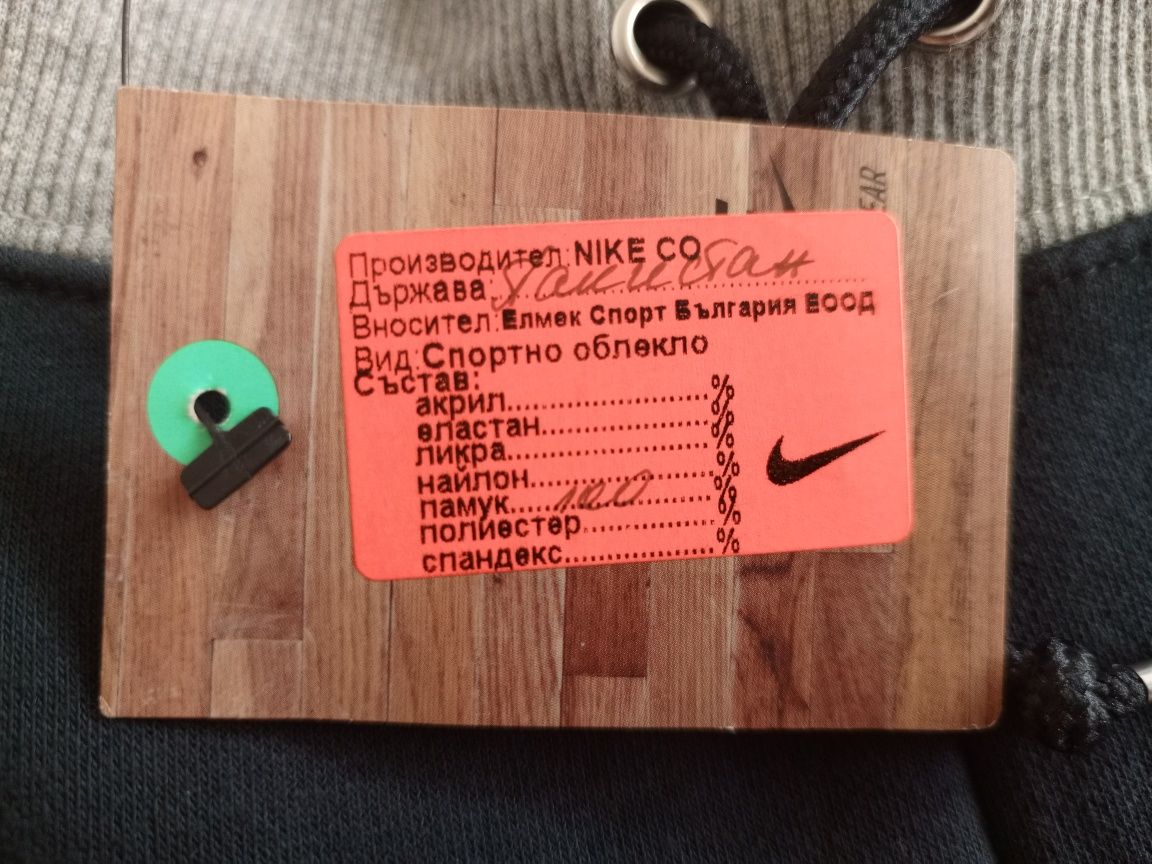 EAR
Производител: NIKE CO
Държава: Пакистан
Вносител: Елмек Спорт България ЕООД
Вид: Спортно облекло
Състав:
акрил........................%
еластан....................%
ликра........................%
найлон......................%
памук.....100............%
полиестер................%
спандекс..................%